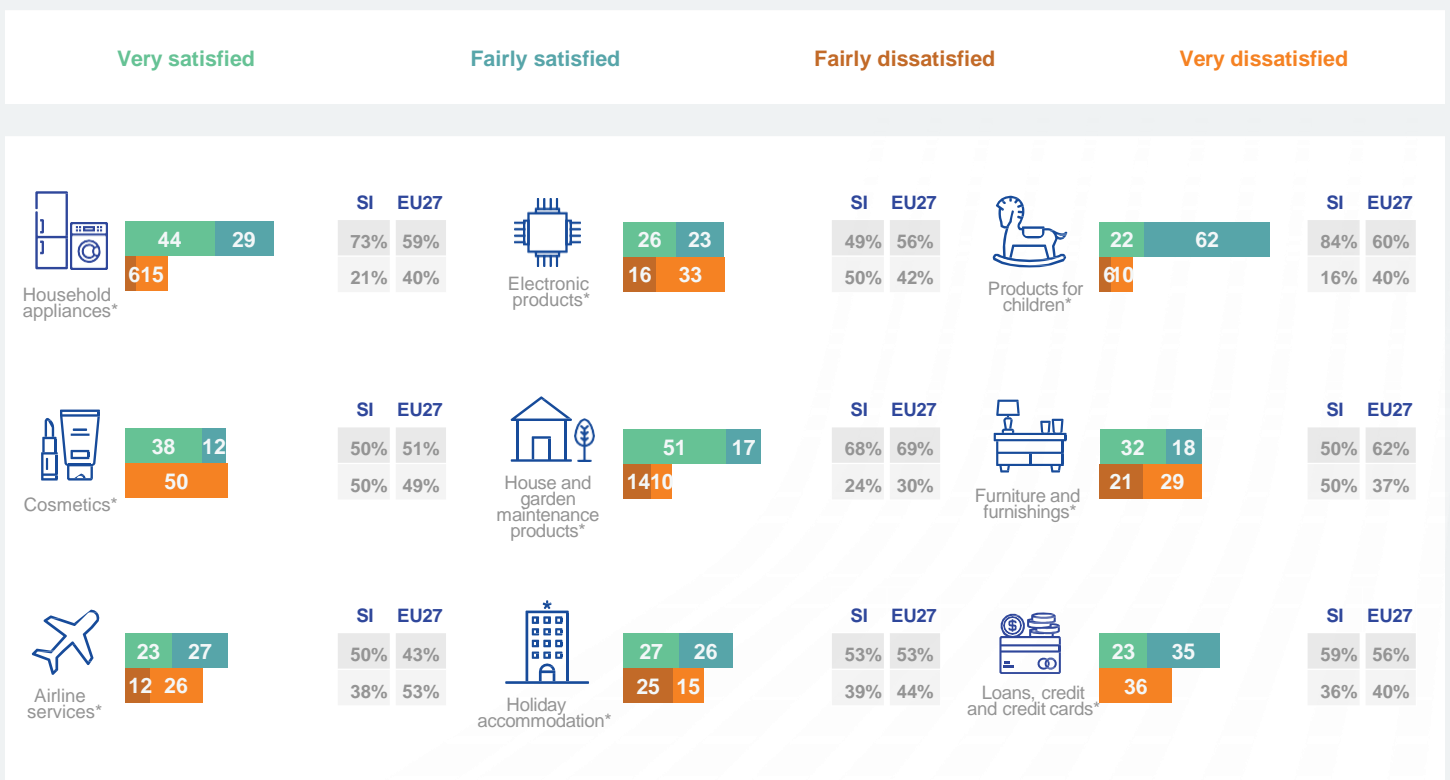 Very satisfied Fairly satisfied Fairly dissatisfied Very dissatisfied
SI EU27
44 29 73% 59%
6 15 21% 40%
Household
appliances*
SI EU27
26 23 49% 56%
16 33 50% 42%
Electronic
products*
SI EU27
22 62 84% 60%
6 10 16% 40%
Products for
children*
SI EU27
38 12 50% 51%
50 50% 49%
Cosmetics*
SI EU27
51 17 68% 69%
14 10 24% 30%
House and
garden
maintenance
products*
SI EU27
32 18 50% 62%
21 29 50% 37%
Furniture and
furnishings*
SI EU27
23 27 50% 43%
12 26 38% 53%
Airline
services*
*
SI EU27
27 26 53% 53%
25 15 39% 44%
Holiday
accommodation*
SI EU27
$
23 35 59% 56%
36 36% 40%
Loans, credit
and credit cards*